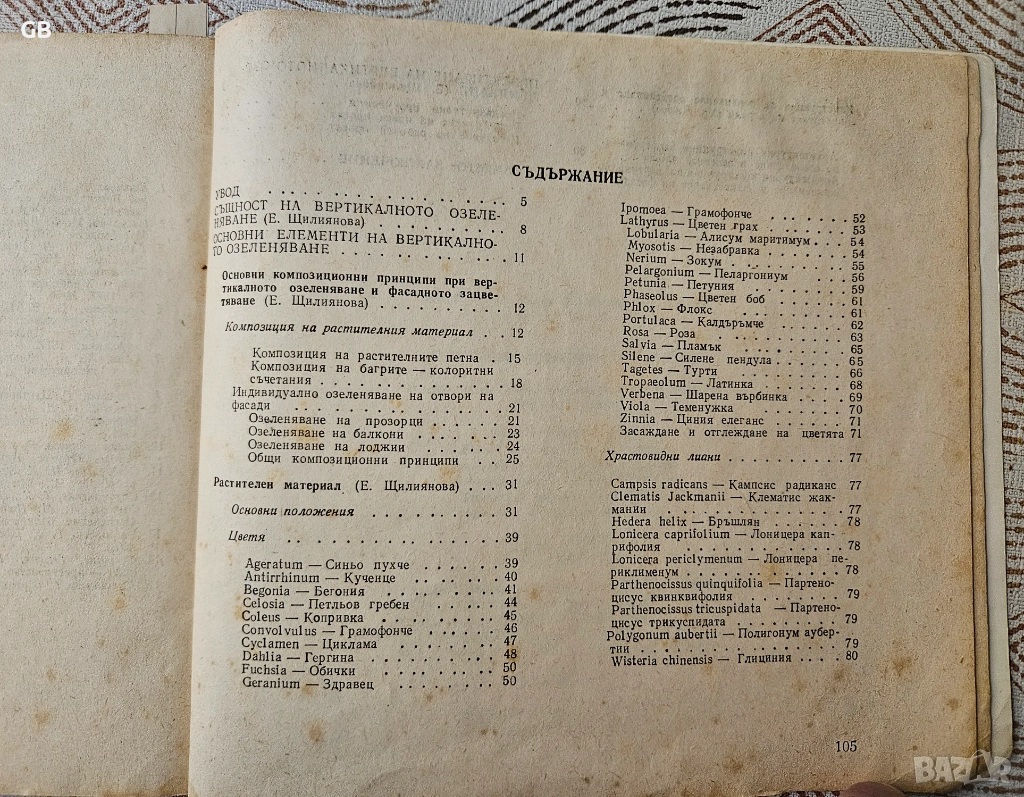 GB
СЪДЪРЖАНИЕ
УВОД . . . . . . . . . . . . . . . . . 5
СЪЩНОСТ НА ВЕРТИКАЛНОТО ОЗЕЛЕ-
НЯВАНЕ (Е. Щилиянова) . . . . . . . . 8
ОСНОВНИ ЕЛЕМЕНТИ НА ВЕРТИКАЛНО-
ТО ОЗЕЛЕНЯВАНЕ . . . . . . . . . . . 11
Основни композиционни принципи при вер-
тикалното озеленяване и фасадното зацве-
тяване (Е. Щилиянова) . . . . . . . . . 12
Композиция на растителния материал . . 12
Композиция на растителните петна . 15
Композиция на багрите — колоритни
съчетания . . . . . . . . . . . . . 18
Индивидуално озеленяване на отвори на
фасади . . . . . . . . . . . . . . 21
Озеленяване на прозорци . . . . . . 21
Озеленяване на балкони . . . . . . 23
Озеленяване на лоджии . . . . . . 24
Общи композиционни принципи . . 25
Растителен материал (Е. Щилиянова) . . . 31
Основни положения . . . . . . . . . . 31
Цветя . . . . . . . . . . . . . . . . 39
Ageratum — Синьо пухче . . . . . . 39
Antirrhinum — Кученце . . . . . . . 40
Begonia — Бегония . . . . . . . . . 41
Celosia — Петльов гребен . . . . . . 44
Coleus — Копривка . . . . . . . . . 45
Convolvulus — Грамофонче . . . . . 46
Cyclamen — Циклама . . . . . . . . 47
Dahlia — Гергина . . . . . . . . . . 48
Fuchsia — Обички . . . . . . . . . . 50
Geranium — Здравец . . . . . . . . 50
Ipomoea — Грамофонче . . . . . . . 52
Lathyrus — Цветен грах . . . . . . . 53
Lobularia — Алисум маритимум . . . 54
Myosotis — Незабравка . . . . . . . 54
Nerium — Зокум . . . . . . . . . . 55
Pelargonium — Пеларгониум . . . . . 56
Petunia — Петуния . . . . . . . . . 59
Phaseolus — Цветен боб . . . . . . . 61
Phlox — Флокс . . . . . . . . . . . 61
Portulaca — Калдъръмче . . . . . . . 62
Rosa — Роза . . . . . . . . . . . . 63
Salvia — Пламък . . . . . . . . . . 65
Silene — Силене пендула . . . . . . 65
Tagetes — Турти . . . . . . . . . . 66
Tropaeolum — Латинка . . . . . . . . 68
Verbena — Шарена върбинка . . . . 69
Viola — Теменужка . . . . . . . . . 70
Zinnia — Циния елеганс . . . . . . . 71
Засаждане и отглеждане на цветята 71
Храстовидни лиани . . . . . . . . . . 77
Campsis radicans — Кампсис радиканс 77
Clematis Jackmanii — Клематис жак-
мании . . . . . . . . . . . . . . . 77
Hedera helix — Бръшлян . . . . . . . 78
Lonicera caprifolium — Лоницера кап-
рифолия . . . . . . . . . . . . . . 78
Lonicera periclymenum — Лоницера пе-
риклименум . . . . . . . . . . . . 78
Parthenocissus quinquifolia — Партено-
цисус квинквифолия . . . . . . . . 79
Parthenocissus tricuspidata — Партено-
цисус трикуспидата . . . . . . . . . 79
Polygonum aubertii — Полигонум аубер-
тии . . . . . . . . . . . . . . . . 79
Wisteria chinensis — Глициния . . . . 80
105
BAZAR